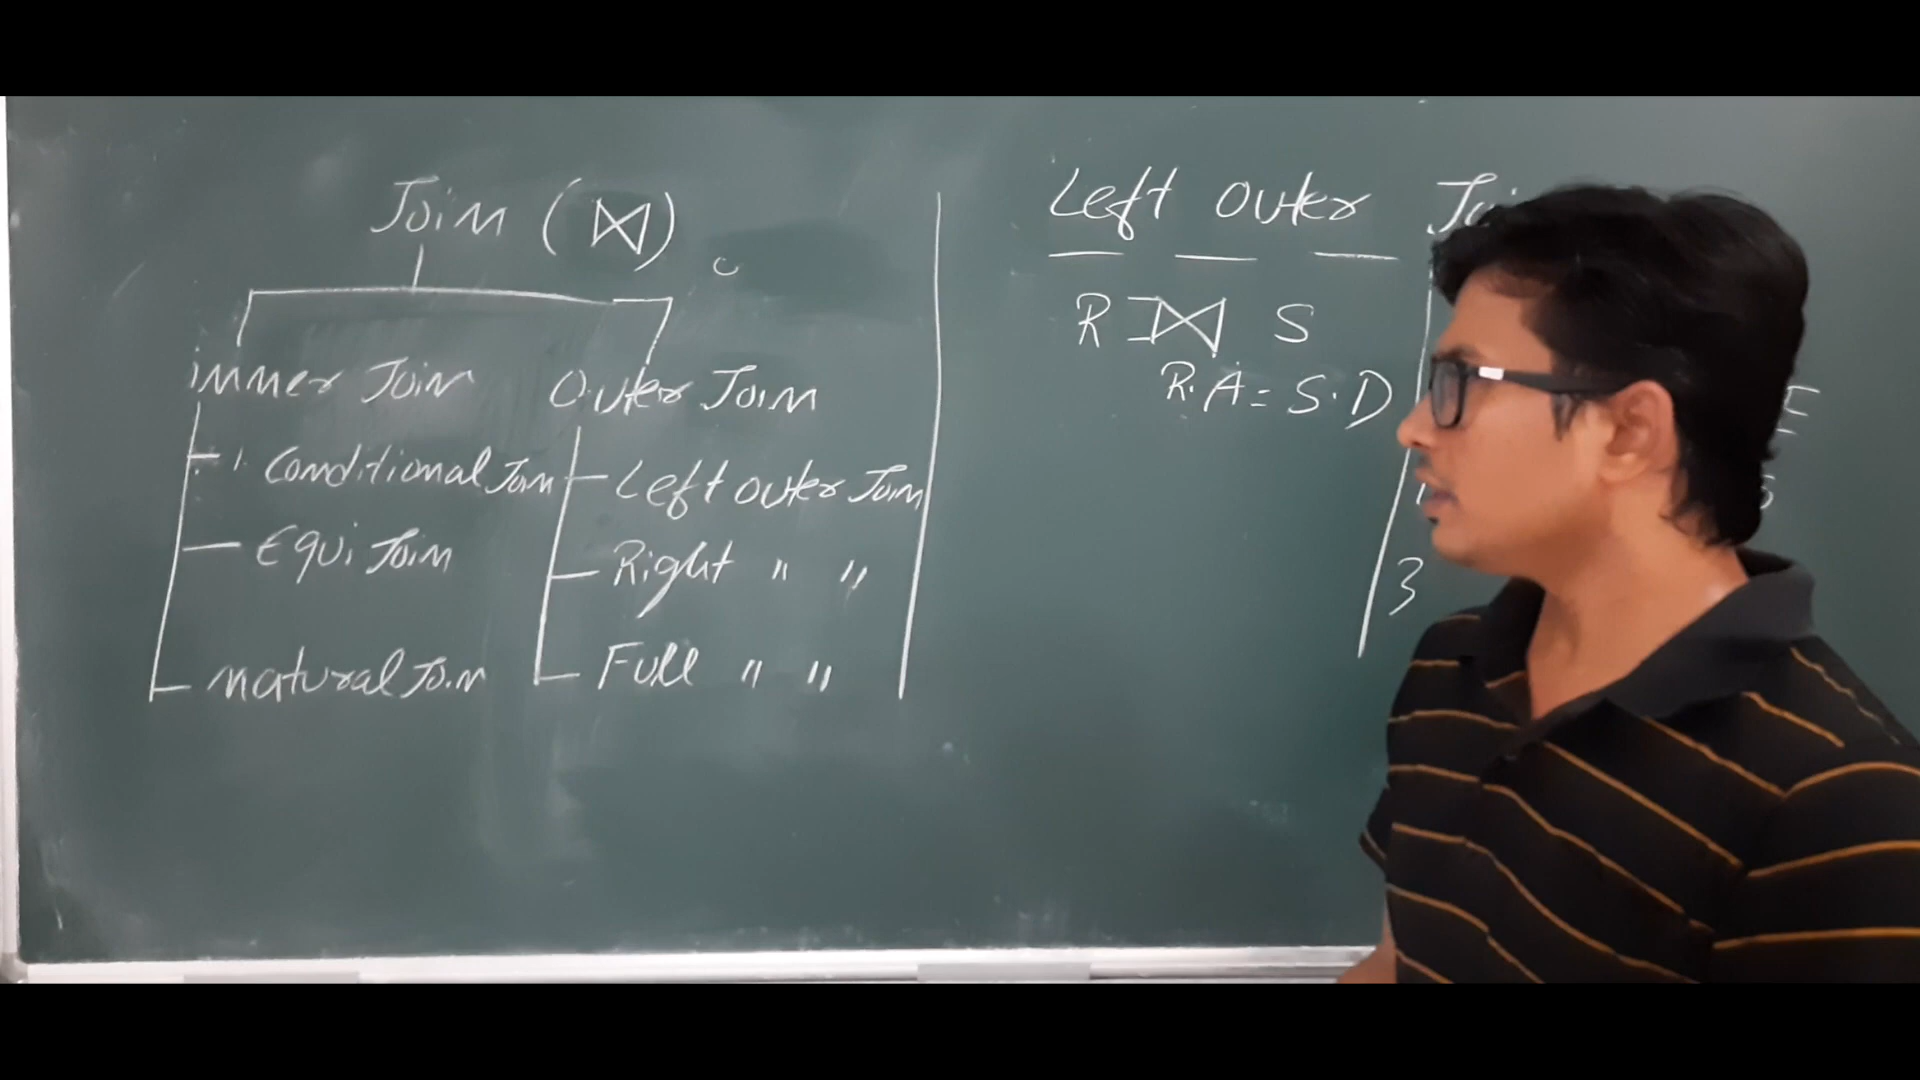 Join (⋈)
inner Join
Outer Join
1. Conditional Join
Left outer Join
Equi Join
Right " "
natural Join
Full " "
Left outer
R ⟕ S
R.A = S.D
3